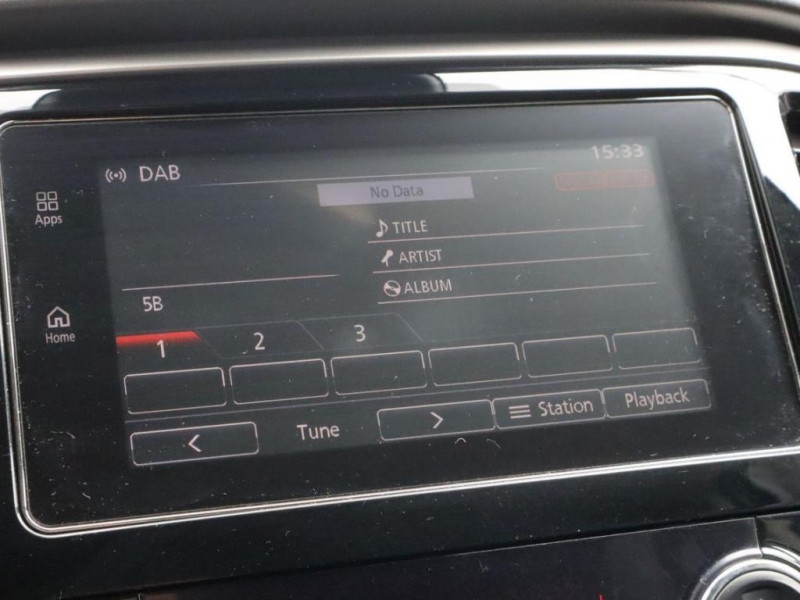 15:33
DAB
No Data
Apps
TITLE
ARTIST
ALBUM
5B
Home
1 2 3
< Tune > Station Playback